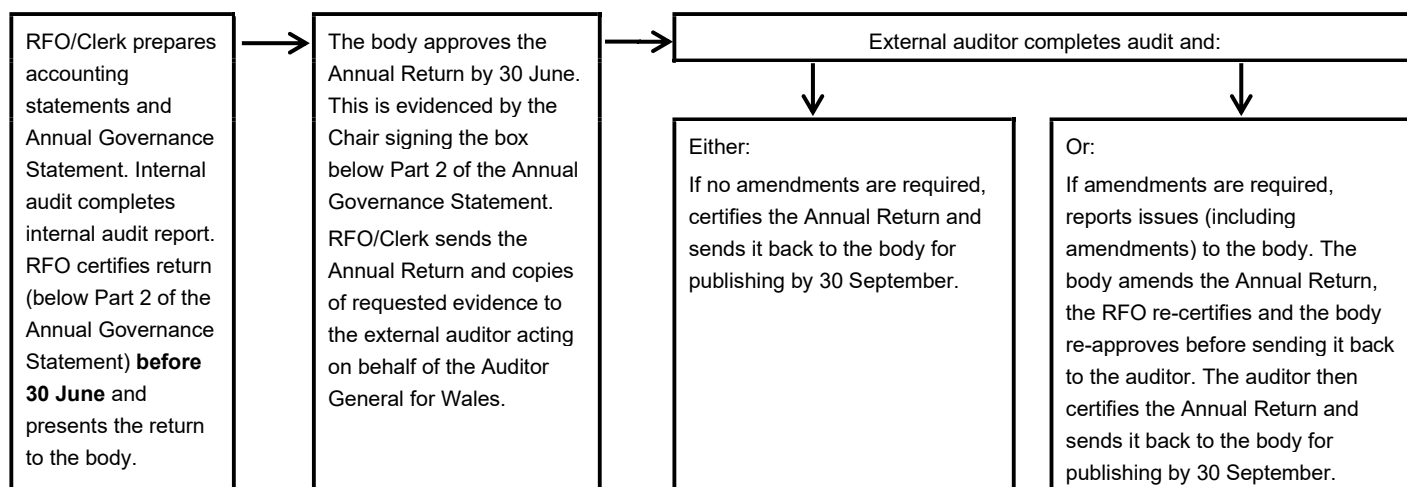 RFO/Clerk prepares
accounting
statements and
Annual Governance
Statement. Internal
audit completes
internal audit report.
RFO certifies return
(below Part 2 of the
Annual Governance
Statement) before
30 June and
presents the return
to the body.
The body approves the
Annual Return by 30 June.
This is evidenced by the
Chair signing the box
below Part 2 of the Annual
Governance Statement.
RFO/Clerk sends the
Annual Return and copies
of requested evidence to
the external auditor acting
on behalf of the Auditor
General for Wales.
External auditor completes audit and:
Either:
If no amendments are required,
certifies the Annual Return and
sends it back to the body for
publishing by 30 September.
Or:
If amendments are required,
reports issues (including
amendments) to the body. The
body amends the Annual Return,
the RFO re-certifies and the body
re-approves before sending it back
to the auditor. The auditor then
certifies the Annual Return and
sends it back to the body for
publishing by 30 September.